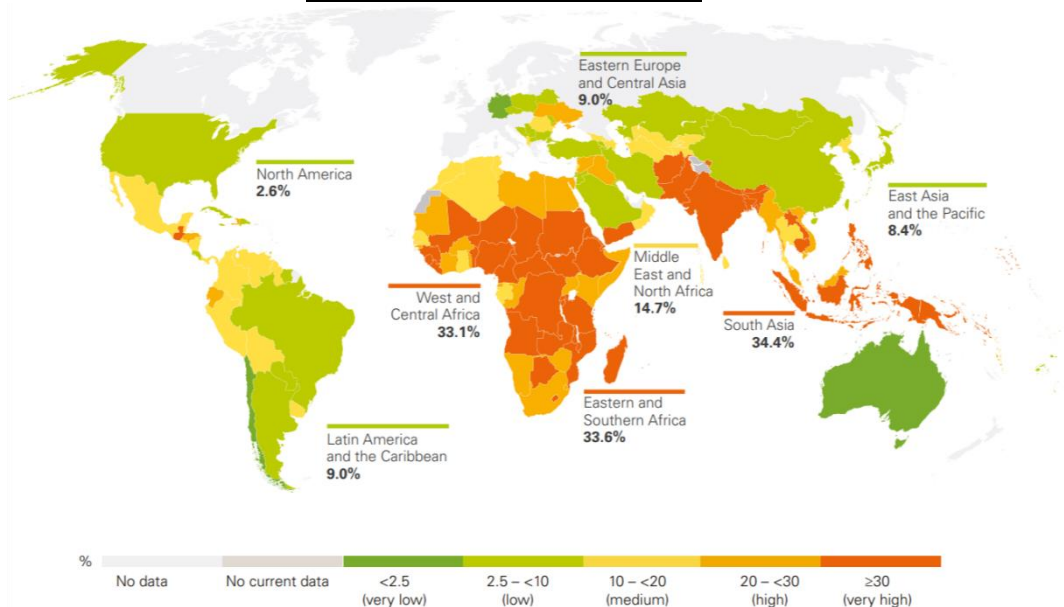 Eastern Europe
and Central Asia
9.0%
North America
2.6%
East Asia
and the Pacific
8.4%
Middle
East and
North Africa
14.7%
West and
Central Africa
33.1%
South Asia
34.4%
Eastern and
Southern Africa
33.6%
Latin America
and the Caribbean
9.0%
%
No data
No current data
<2.5
(very low)
2.5 – <10
(low)
10 – <20
(medium)
20 – <30
(high)
≥30
(very high)